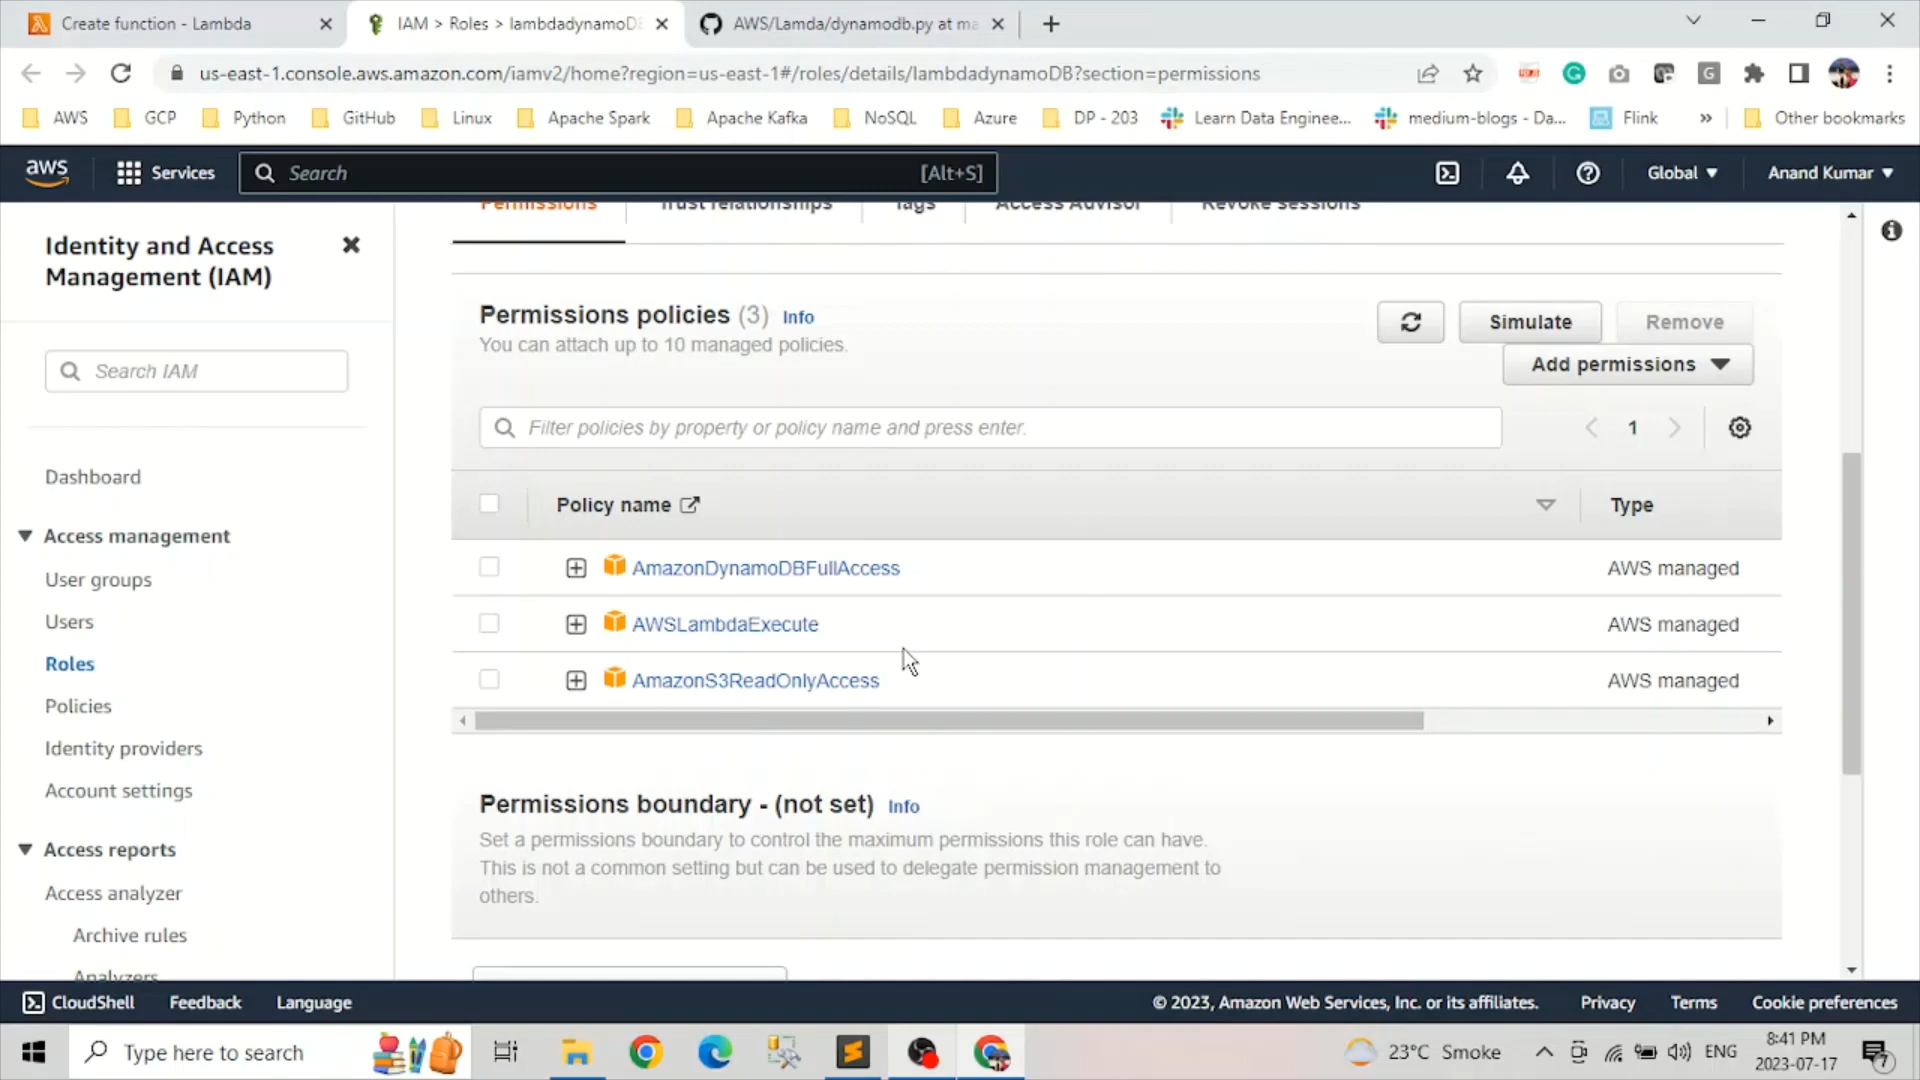 Create function - Lambda
IAM > Roles > lambdadynamoD
AWS/Lamda/dynamodb.py at ma
us-east-1.console.aws.amazon.com/iamv2/home?region=us-east-1#/roles/details/lambdadynamoDB?section=permissions
AWS
GCP
Python
GitHub
Linux
Apache Spark
Apache Kafka
NoSQL
Azure
DP - 203
Learn Data Enginee...
medium-blogs - Da...
Flink
»
Other bookmarks
aws
Services
Search
[Alt+S]
Global
Anand Kumar
Permissions
Trust relationships
Tags
Access Advisor
Revoke sessions
Identity and Access
Management (IAM)
Search IAM
Dashboard
Access management
User groups
Users
Roles
Policies
Identity providers
Account settings
Access reports
Access analyzer
Archive rules
Analyzers
Permissions policies (3) Info
You can attach up to 10 managed policies.
Simulate
Remove
Add permissions
Filter policies by property or policy name and press enter.
1
Policy name
Type
AmazonDynamoDBFullAccess
AWS managed
AWSLambdaExecute
AWS managed
AmazonS3ReadOnlyAccess
AWS managed
Permissions boundary - (not set) Info
Set a permissions boundary to control the maximum permissions this role can have.
This is not a common setting but can be used to delegate permission management to
others.
CloudShell
Feedback
Language
© 2023, Amazon Web Services, Inc. or its affiliates.
Privacy
Terms
Cookie preferences
Type here to search
23°C Smoke
ENG
8:41 PM
2023-07-17
7